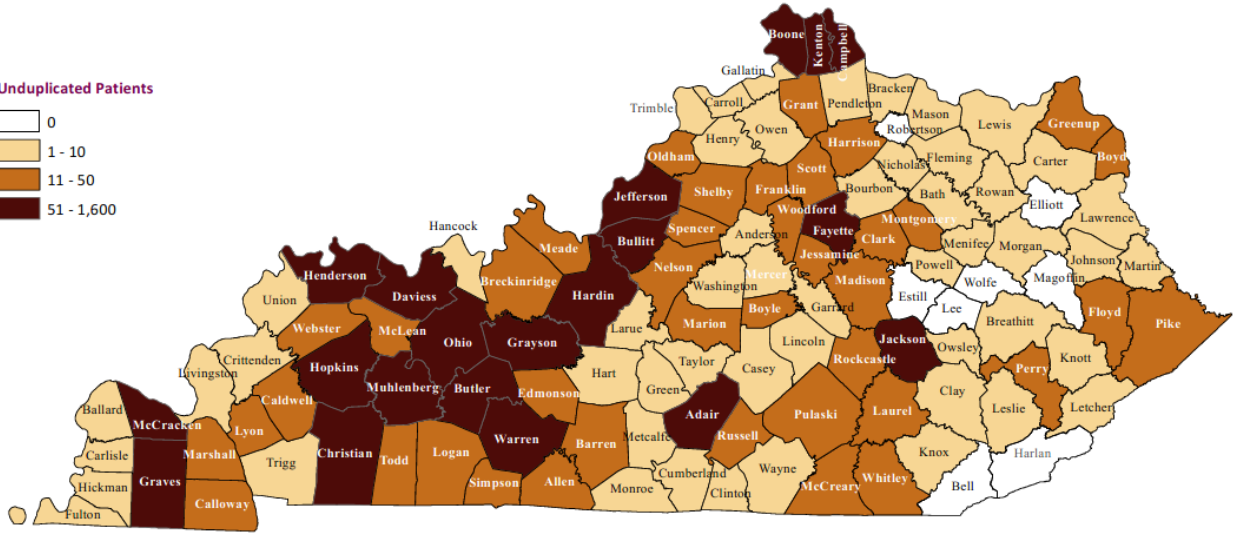 Unduplicated Patients
0
1 - 10
11 - 50
51 - 1,600
Boone
Kenton
Campbell
Gallatin
Trimble
Carroll
Grant
Pendleton
Bracken
Mason
Robertson
Lewis
Greenup
Boyd
Owen
Henry
Harrison
Oldham
Scott
Nicholas
Fleming
Carter
Jefferson
Shelby
Franklin
Bourbon
Bath
Rowan
Elliott
Lawrence
Woodford
Fayette
Montgomery
Hancock
Meade
Bullitt
Spencer
Anderson
Clark
Menifee
Morgan
Johnson
Martin
Jessamine
Powell
Henderson
Daviess
Breckinridge
Hardin
Nelson
Washington
Mercer
Madison
Estill
Wolfe
Magoffin
Union
Webster
McLean
Larue
Marion
Boyle
Garrard
Lee
Breathitt
Floyd
Pike
Ohio
Grayson
Lincoln
Jackson
Owsley
Crittenden
Livingston
Hopkins
Muhlenberg
Butler
Edmonson
Hart
Taylor
Green
Casey
Rockcastle
Perry
Knott
Ballard
McCracken
Caldwell
Lyon
Warren
Barren
Metcalfe
Adair
Russell
Pulaski
Laurel
Clay
Leslie
Letcher
Carlisle
Marshall
Trigg
Christian
Todd
Logan
Knox
Harlan
Hickman
Graves
Calloway
Simpson
Allen
Monroe
Cumberland
Clinton
Wayne
McCreary
Whitley
Bell
Fulton